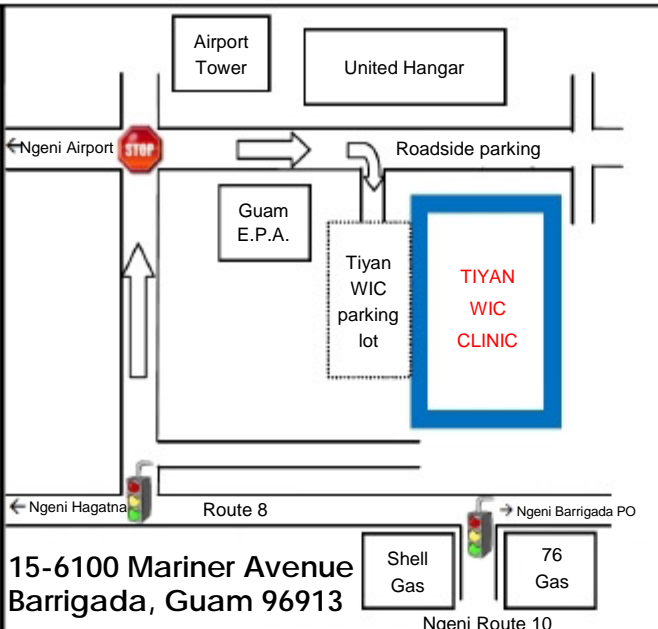 Airport
Tower
United Hangar
←Ngeni Airport
STOP
Roadside parking
Guam
E.P.A.
Tiyan
WIC
parking
lot
TIYAN
WIC
CLINIC
← Ngeni Hagatna
Route 8
→ Ngeni Barrigada PO
15-6100 Mariner Avenue
Barrigada, Guam 96913
Shell
Gas
76
Gas
Ngeni Route 10